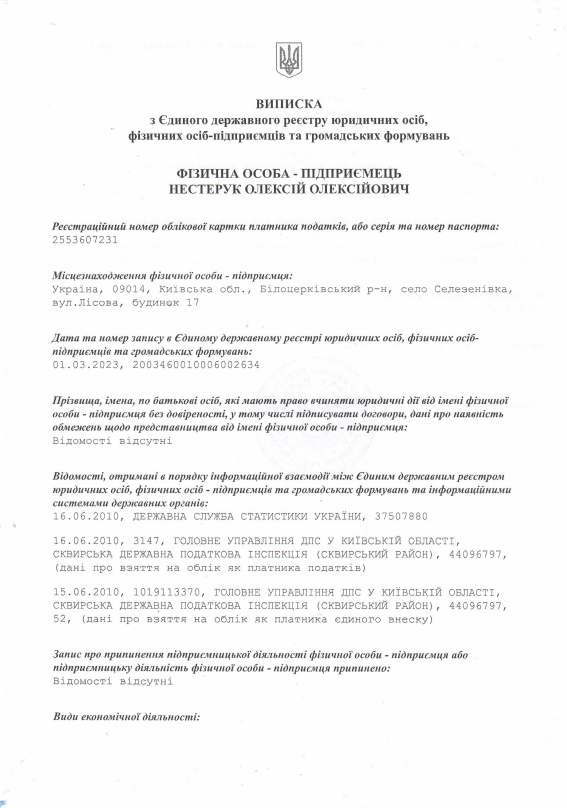 ВИПИСКА
з Єдиного державного реєстру юридичних осіб,
фізичних осіб-підприємців та громадських формувань
ФІЗИЧНА ОСОБА - ПІДПРИЄМЕЦЬ
НЕСТЕРУК ОЛЕКСІЙ ОЛЕКСІЙОВИЧ
Реєстраційний номер облікової картки платника податків, або серія та номер паспорта:
2553607231
Місцезнаходження фізичної особи - підприємця:
Україна, 09014, Київська обл., Білоцерківський р-н, село Селезенівка,
вул.Лісова, будинок 17
Дата та номер запису в Єдиному державному реєстрі юридичних осіб, фізичних осіб-
підприємців та громадських формувань:
01.03.2023, 2003460010006002634
Прізвища, імена, по батькові осіб, які мають право вчиняти юридичні дії від імені фізичної
особи - підприємця без довіреності, у тому числі підписувати договори, дані про наявність
обмежень щодо представництва від імені фізичної особи - підприємця:
Відомості відсутні
Відомості, отримані в порядку інформаційної взаємодії між Єдиним державним реєстром
юридичних осіб, фізичних осіб - підприємців та громадських формувань та інформаційними
системами державних органів:
16.06.2010, ДЕРЖАВНА СЛУЖБА СТАТИСТИКИ УКРАЇНИ, 37507880
16.06.2010, 3147, ГОЛОВНЕ УПРАВЛІННЯ ДПС У КИЇВСЬКІЙ ОБЛАСТІ,
СКВИРСЬКА ДЕРЖАВНА ПОДАТКОВА ІНСПЕКЦІЯ (СКВИРСЬКИЙ РАЙОН), 44096797,
(дані про взяття на облік як платника податків)
15.06.2010, 1019113370, ГОЛОВНЕ УПРАВЛІННЯ ДПС У КИЇВСЬКІЙ ОБЛАСТІ,
СКВИРСЬКА ДЕРЖАВНА ПОДАТКОВА ІНСПЕКЦІЯ (СКВИРСЬКИЙ РАЙОН), 44096797,
52, (дані про взяття на облік як платника єдиного внеску)
Запис про припинення підприємницької діяльності фізичної особи - підприємця або
підприємницьку діяльність фізичної особи - підприємця припинено:
Відомості відсутні
Види економічної діяльності: